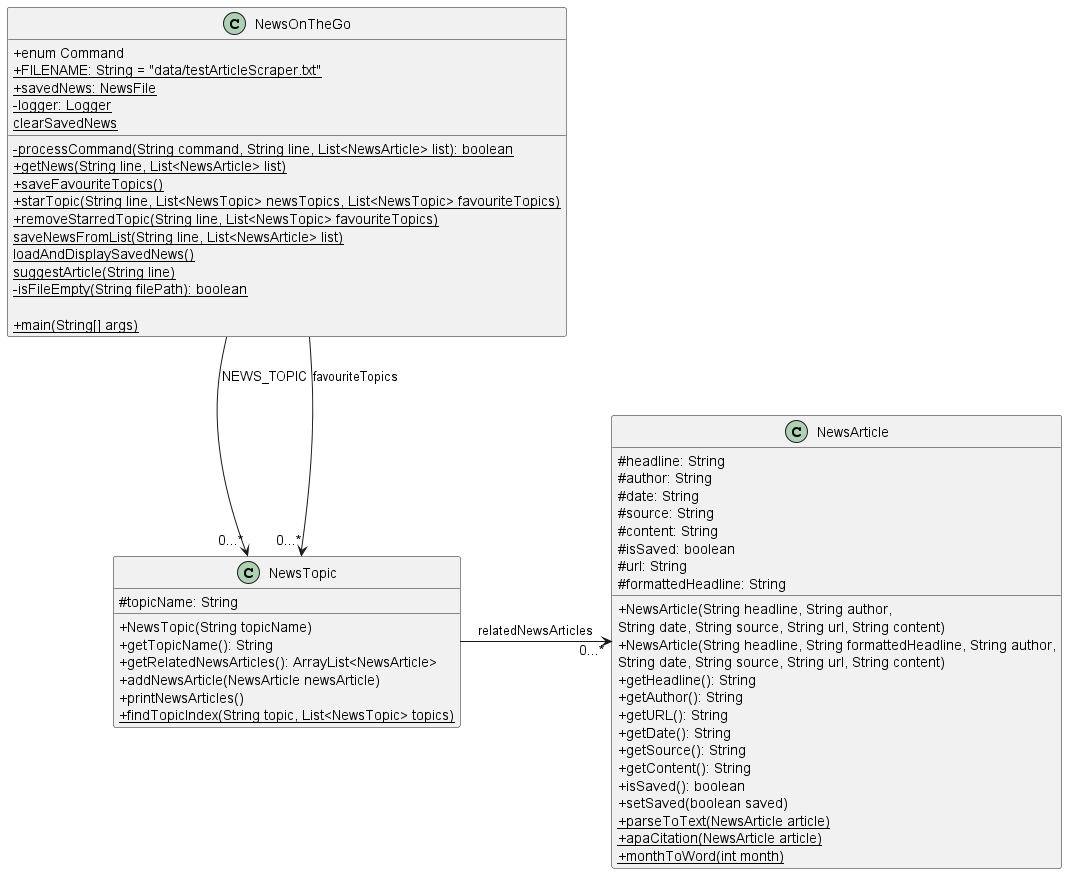 C NewsOnTheGo
+enum Command
+FILENAME: String = "data/testArticleScraper.txt"
+savedNews: NewsFile
-logger: Logger
clearSavedNews
-processCommand(String command, String line, List<NewsArticle> list): boolean
+getNews(String line, List<NewsArticle> list)
+saveFavouriteTopics()
+starTopic(String line, List<NewsTopic> newsTopics, List<NewsTopic> favouriteTopics)
+removeStarredTopic(String line, List<NewsTopic> favouriteTopics)
saveNewsFromList(String line, List<NewsArticle> list)
loadAndDisplaySavedNews()
suggestArticle(String line)
-isFileEmpty(String filePath): boolean
+main(String[] args)
NEWS_TOPIC
favouriteTopics
0...*
0...*
C NewsTopic
#topicName: String
+NewsTopic(String topicName)
+getTopicName(): String
+getRelatedNewsArticles(): ArrayList<NewsArticle>
+addNewsArticle(NewsArticle newsArticle)
+printNewsArticles()
+findTopicIndex(String topic, List<NewsTopic> topics)
relatedNewsArticles
0...*
C NewsArticle
#headline: String
#author: String
#date: String
#source: String
#content: String
#isSaved: boolean
#url: String
#formattedHeadline: String
+NewsArticle(String headline, String author,
String date, String source, String url, String content)
+NewsArticle(String headline, String formattedHeadline, String author,
String date, String source, String url, String content)
+getHeadline(): String
+getAuthor(): String
+getURL(): String
+getDate(): String
+getSource(): String
+getContent(): String
+isSaved(): boolean
+setSaved(boolean saved)
+parseToText(NewsArticle article)
+apaCitation(NewsArticle article)
+monthToWord(int month)